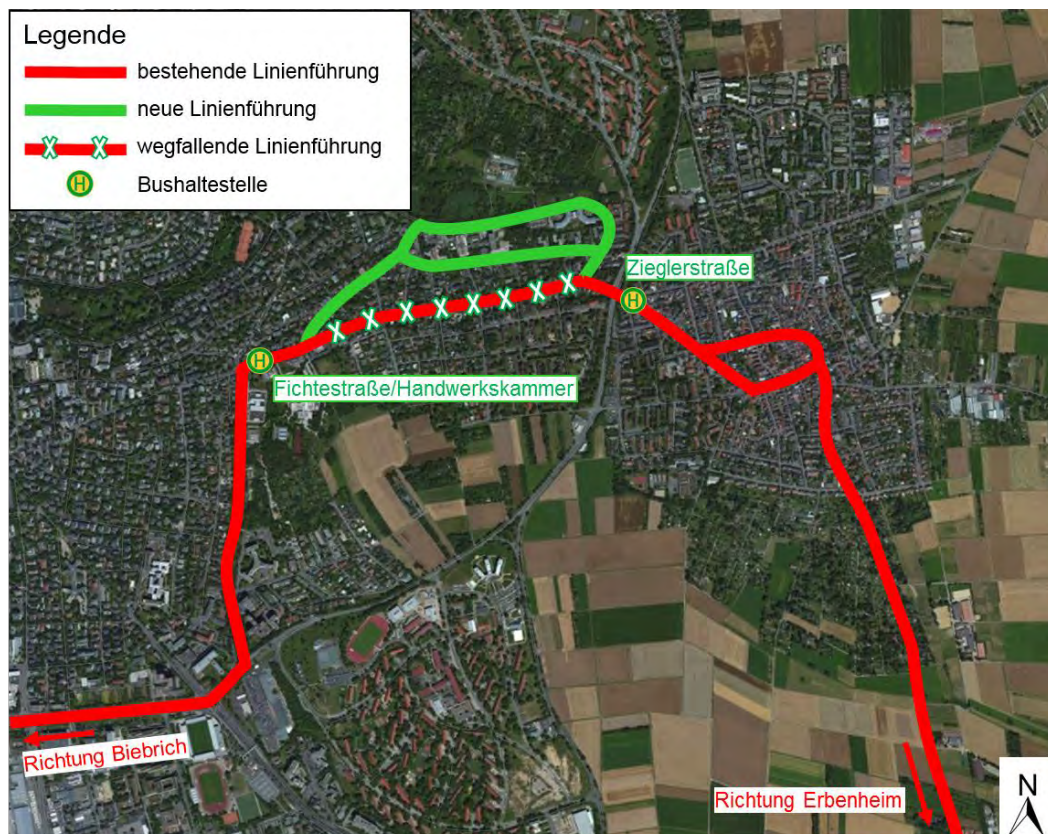 Legende
bestehende Linienführung
neue Linienführung
X X wegfallende Linienführung
H Bushaltestelle
Zieglerstraße
H
X X X X X X X X
H
Fichtestraße/Handwerkskammer
Richtung Biebrich
Richtung Erbenheim
N